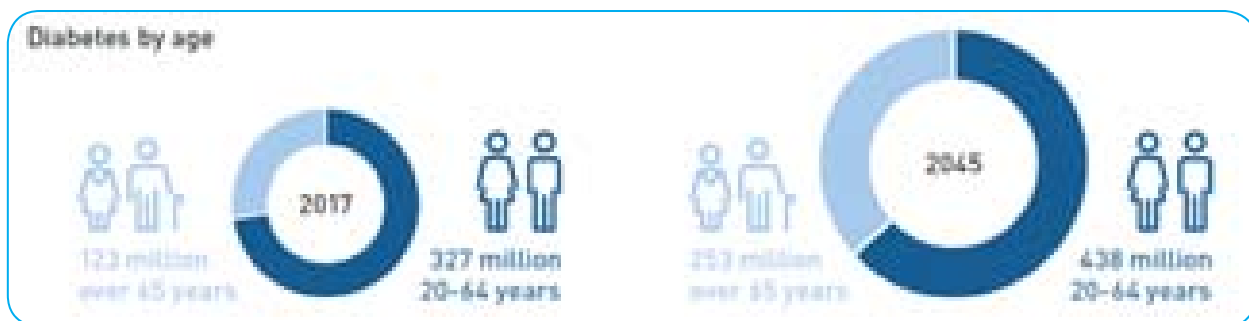 Diabetes by age
2017
123 million
over 65 years
327 million
20-64 years
2045
253 million
over 65 years
438 million
20-64 years